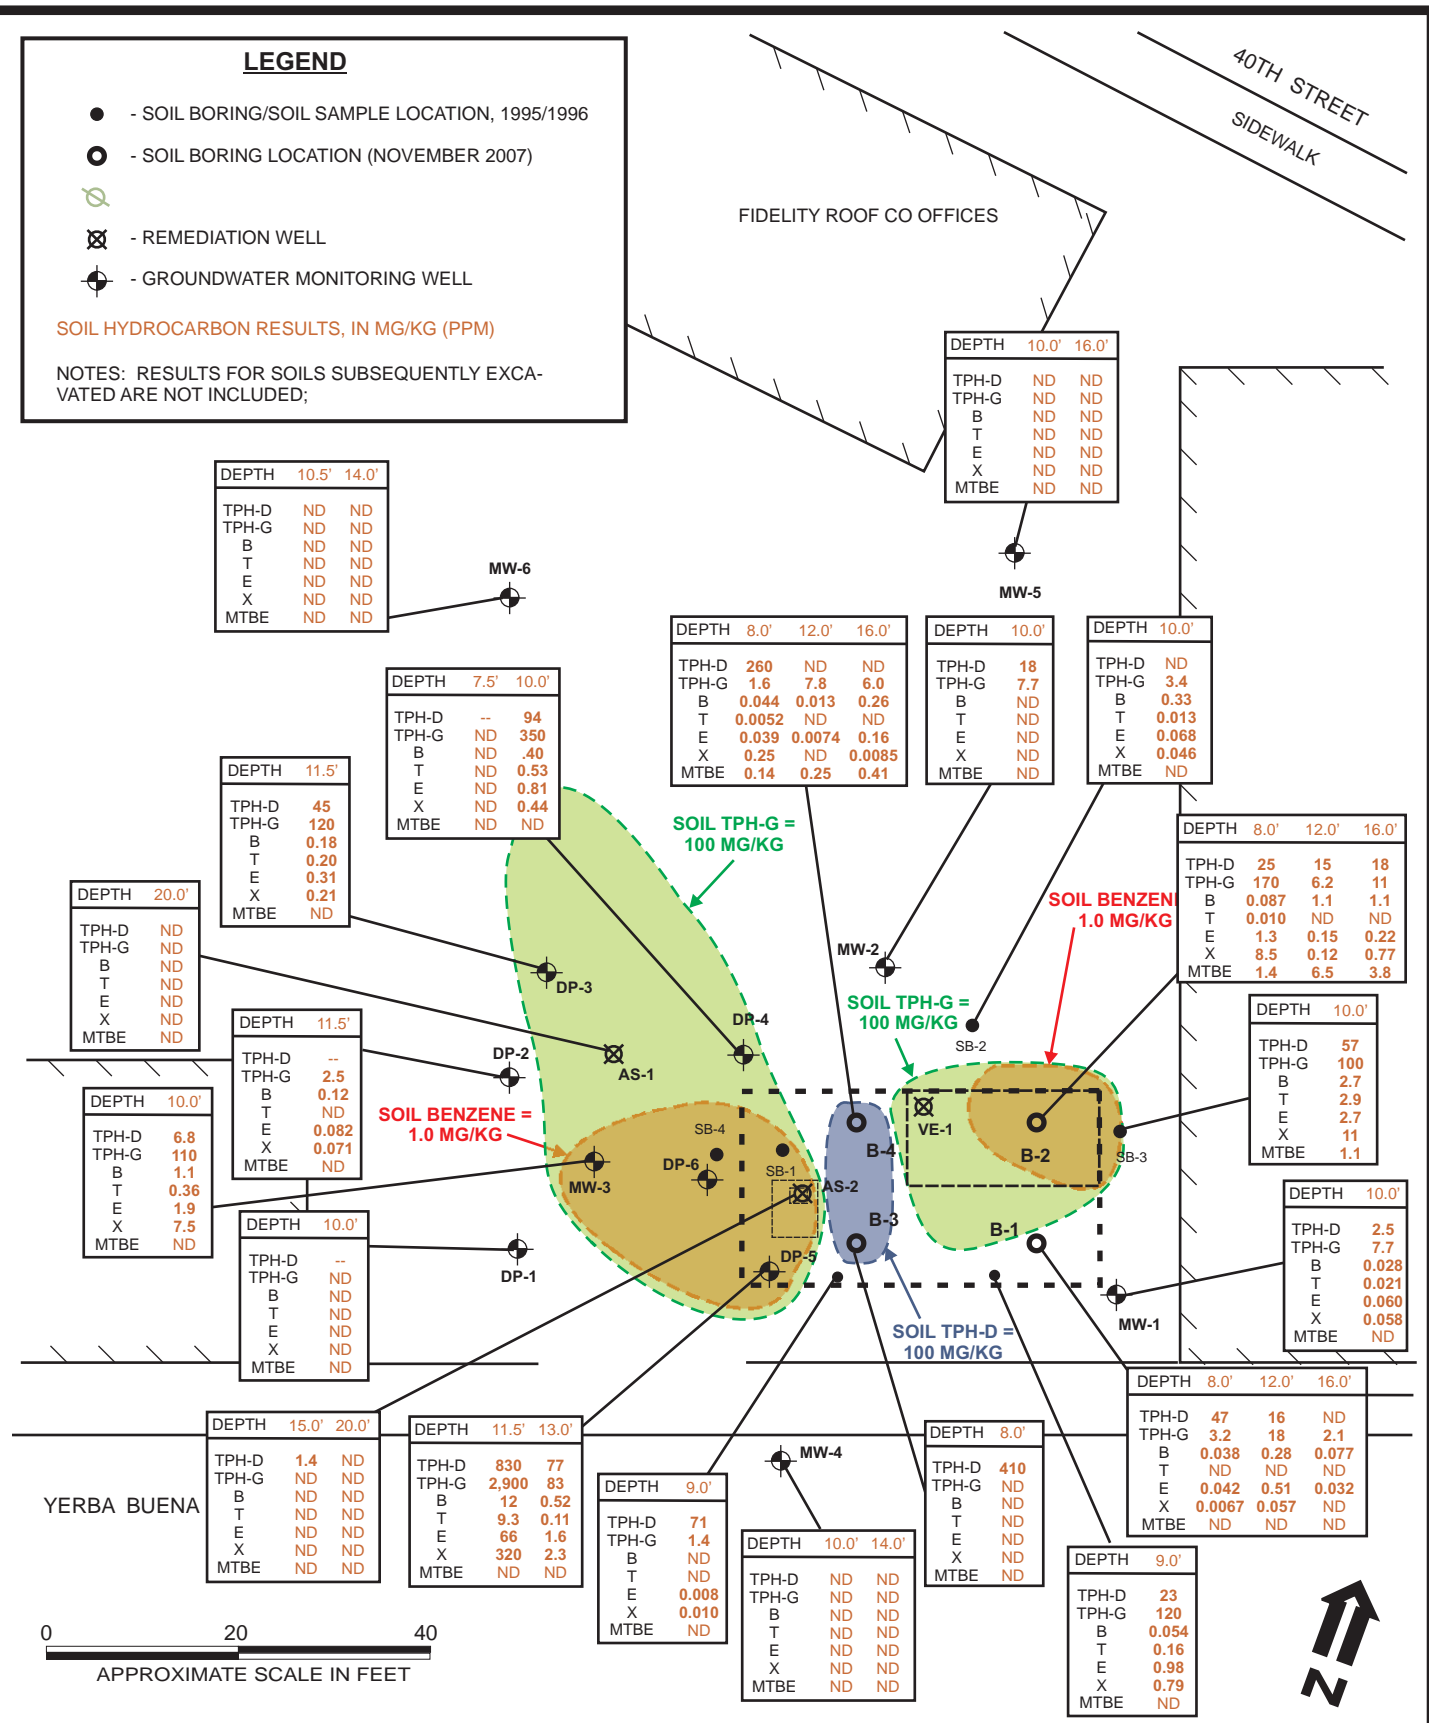 LEGEND
- SOIL BORING/SOIL SAMPLE LOCATION, 1995/1996
- SOIL BORING LOCATION (NOVEMBER 2007)
- REMEDIATION WELL
- GROUNDWATER MONITORING WELL
SOIL HYDROCARBON RESULTS, IN MG/KG (PPM)
NOTES: RESULTS FOR SOILS SUBSEQUENTLY EXCA-
VATED ARE NOT INCLUDED;
40TH STREET
SIDEWALK
FIDELITY ROOF CO OFFICES
DEPTH 10.0' 16.0'
TPH-D ND ND
TPH-G ND ND
B ND ND
T ND ND
E ND ND
X ND ND
MTBE ND ND
MW-5
DEPTH 10.5' 14.0'
TPH-D ND ND
TPH-G ND ND
B ND ND
T ND ND
E ND ND
X ND ND
MTBE ND ND
MW-6
DEPTH 8.0' 12.0' 16.0'
TPH-D 260 ND ND
TPH-G 1.6 7.8 6.0
B 0.044 0.013 0.26
T 0.0052 ND ND
E 0.039 0.0074 0.16
X 0.25 ND 0.0085
MTBE 0.14 0.25 0.41
DEPTH 10.0'
TPH-D 18
TPH-G 7.7
B ND
T ND
E ND
X ND
MTBE ND
DEPTH 10.0'
TPH-D ND
TPH-G 3.4
B 0.33
T 0.013
E 0.068
X 0.046
MTBE ND
DEPTH 7.5' 10.0'
TPH-D -- 94
TPH-G ND 350
B ND .40
T ND 0.53
E ND 0.81
X ND 0.44
MTBE ND ND
DEPTH 11.5'
TPH-D 45
TPH-G 120
B 0.18
T 0.20
E 0.31
X 0.21
MTBE ND
SOIL TPH-G =
100 MG/KG
DEPTH 8.0' 12.0' 16.0'
TPH-D 25 15 18
TPH-G 170 6.2 11
B 0.087 1.1 1.1
T 0.010 ND ND
E 1.3 0.15 0.22
X 8.5 0.12 0.77
MTBE 1.4 6.5 3.8
SOIL BENZEN
1.0 MG/KG
DEPTH 20.0'
TPH-D ND
TPH-G ND
B ND
T ND
E ND
X ND
MTBE ND
MW-2
DP-3
SOIL TPH-G =
100 MG/KG
DEPTH 10.0'
TPH-D 57
TPH-G 100
B 2.7
T 2.9
E 2.7
X 11
MTBE 1.1
DEPTH 11.5'
TPH-D --
TPH-G 2.5
B 0.12
T ND
E 0.082
X 0.071
MTBE ND
DP-4
SB-2
DP-2
AS-1
DEPTH 10.0'
TPH-D 6.8
TPH-G 110
B 1.1
T 0.36
E 1.9
X 7.5
MTBE ND
SOIL BENZENE =
1.0 MG/KG
SB-4
VE-1
B-4
B-2
SB-3
DP-6
SB-1
MW-3
AS-2
DEPTH 10.0'
TPH-D 2.5
TPH-G 7.7
B 0.028
T 0.021
E 0.060
X 0.058
MTBE ND
DEPTH 10.0'
TPH-D --
TPH-G ND
B ND
T ND
E ND
X ND
MTBE ND
B-3
B-1
DP-5
DP-1
MW-1
SOIL TPH-D =
100 MG/KG
DEPTH 8.0' 12.0' 16.0'
TPH-D 47 16 ND
TPH-G 3.2 18 2.1
B 0.038 0.28 0.077
T ND ND ND
E 0.042 0.51 0.032
X 0.0067 0.057 ND
MTBE ND ND ND
DEPTH 15.0' 20.0'
TPH-D 1.4 ND
TPH-G ND ND
B ND ND
T ND ND
E ND ND
X ND ND
MTBE ND ND
DEPTH 11.5' 13.0'
TPH-D 830 77
TPH-G 2,900 83
B 12 0.52
T 9.3 0.11
E 66 1.6
X 320 2.3
MTBE ND ND
MW-4
DEPTH 8.0'
TPH-D 410
TPH-G ND
B ND
T ND
E ND
X ND
MTBE ND
YERBA BUENA
DEPTH 9.0'
TPH-D 71
TPH-G 1.4
B ND
T ND
E 0.008
X 0.010
MTBE ND
DEPTH 10.0' 14.0'
TPH-D ND ND
TPH-G ND ND
B ND ND
T ND ND
E ND ND
X ND ND
MTBE ND ND
DEPTH 9.0'
TPH-D 23
TPH-G 120
B 0.054
T 0.16
E 0.98
X 0.79
MTBE ND
0 20 40
APPROXIMATE SCALE IN FEET
N